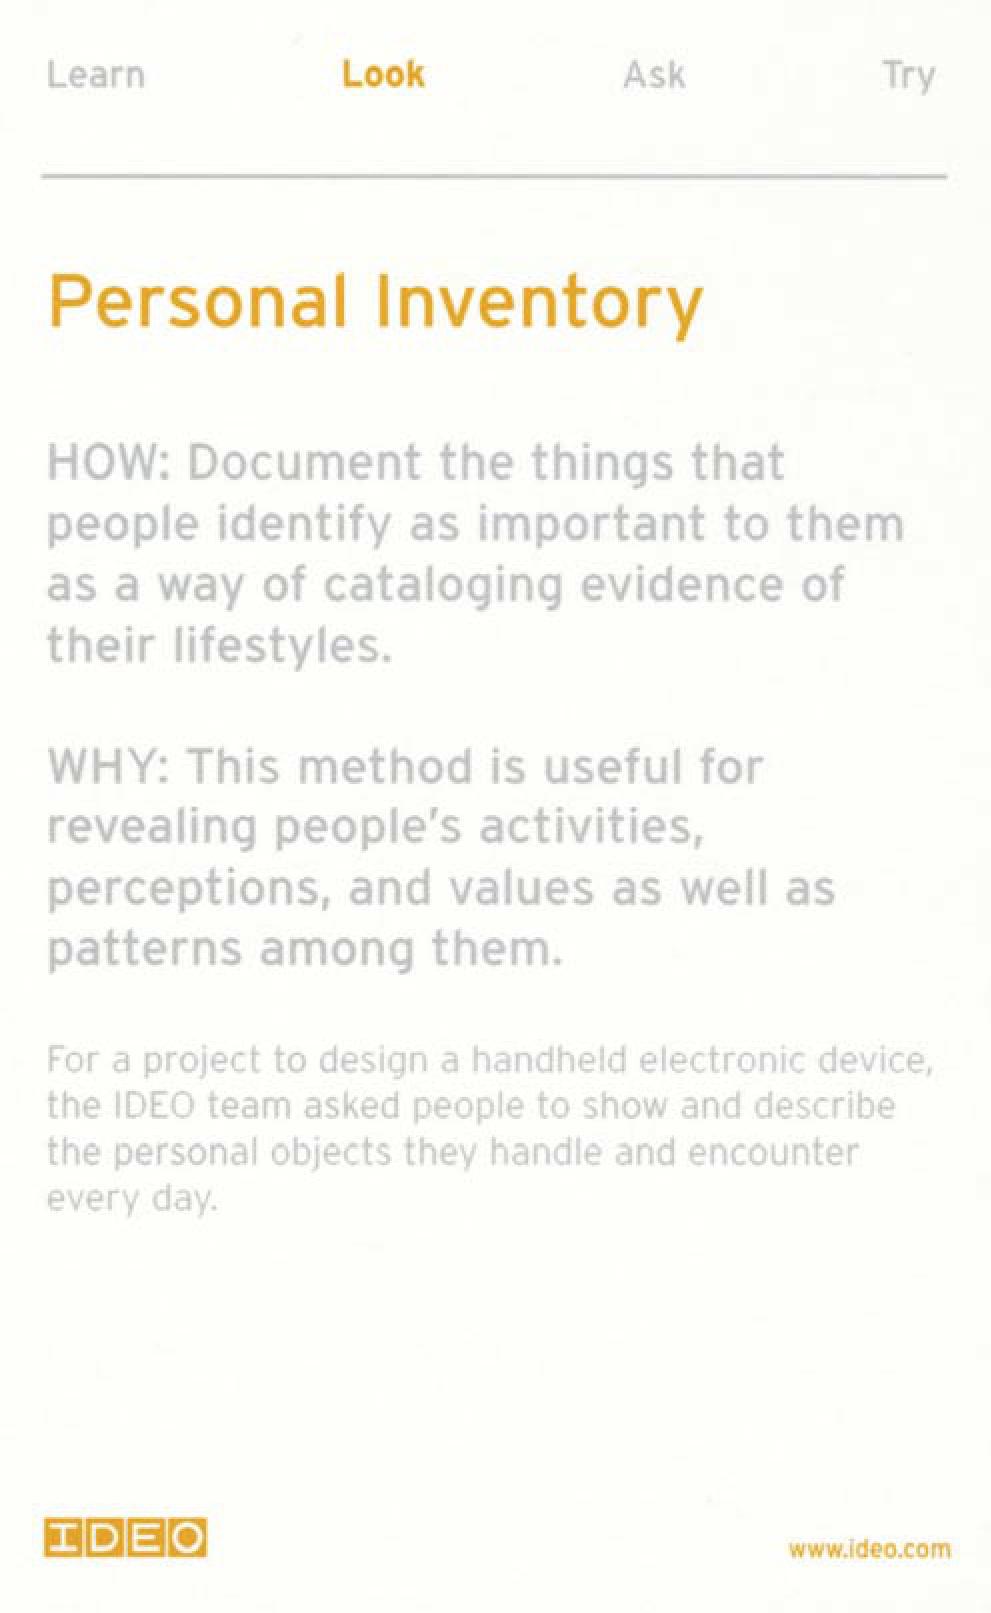 Learn Look Ask Try
Personal Inventory
HOW: Document the things that
people identify as important to them
as a way of cataloging evidence of
their lifestyles.
WHY: This method is useful for
revealing people's activities,
perceptions, and values as well as
patterns among them.
For a project to design a handheld electronic device,
the IDEO team asked people to show and describe
the personal objects they handle and encounter
every day.
IDEO
www.ideo.com